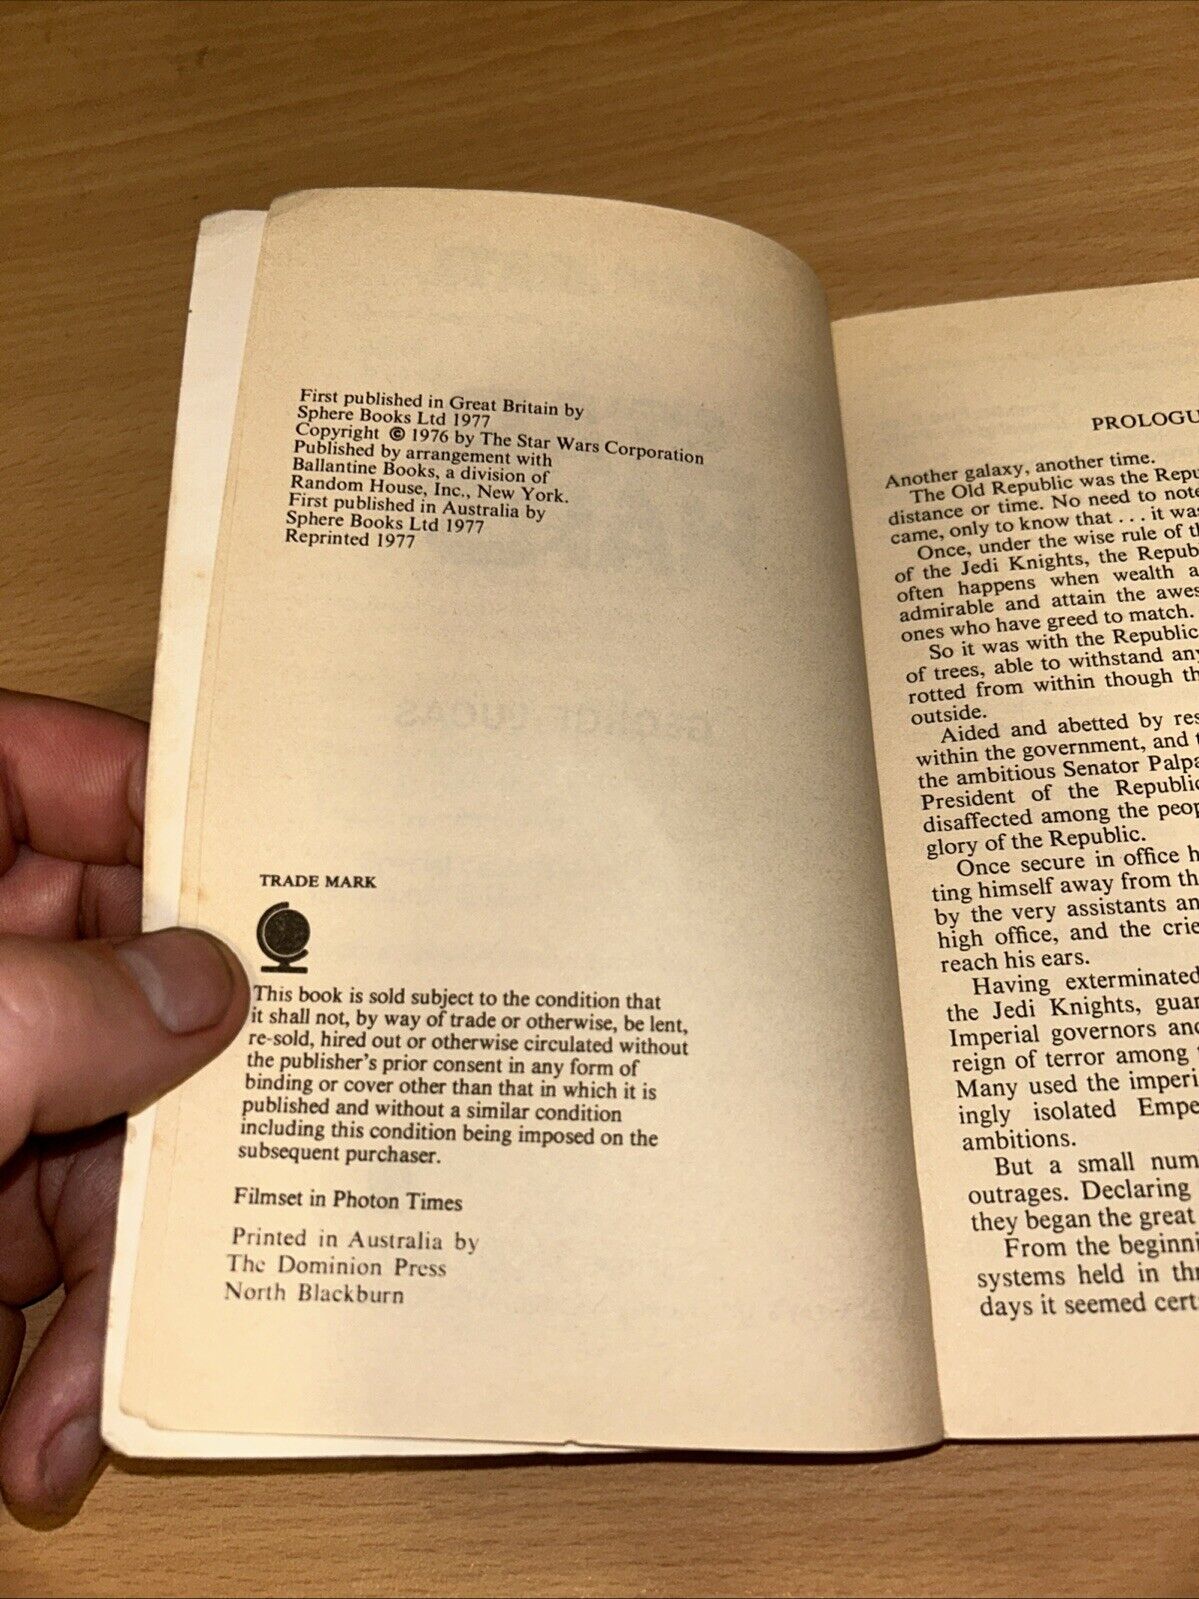 First published in Great Britain by
Sphere Books Ltd 1977
Copyright © 1976 by The Star Wars Corporation
Published by arrangement with
Ballantine Books, a division of
Random House, Inc., New York.
First published in Australia by
Sphere Books Ltd 1977
Reprinted 1977
TRADE MARK
This book is sold subject to the condition that
it shall not, by way of trade or otherwise, be lent,
re-sold, hired out or otherwise circulated without
the publisher's prior consent in any form of
binding or cover other than that in which it is
published and without a similar condition
including this condition being imposed on the
subsequent purchaser.
Filmset in Photon Times
Printed in Australia by
The Dominion Press
North Blackburn
PROLOGU
Another galaxy, another time.
The Old Republic was the Repu
distance or time. No need to note
came, only to know that . . . it was
Once, under the wise rule of th
of the Jedi Knights, the Repub
often happens when wealth a
admirable and attain the awes
ones who have greed to match.
So it was with the Republic
of trees, able to withstand any
rotted from within though th
outside.
Aided and abetted by res
within the government, and t
the ambitious Senator Palpa
President of the Republic
disaffected among the peop
glory of the Republic.
Once secure in office h
ting himself away from th
by the very assistants an
high office, and the crie
reach his ears.
Having exterminated
the Jedi Knights, guar
Imperial governors and
reign of terror among
Many used the imperi
ingly isolated Empe
ambitions.
But a small num
outrages. Declaring
they began the great
From the beginni
systems held in thr
days it seemed cert